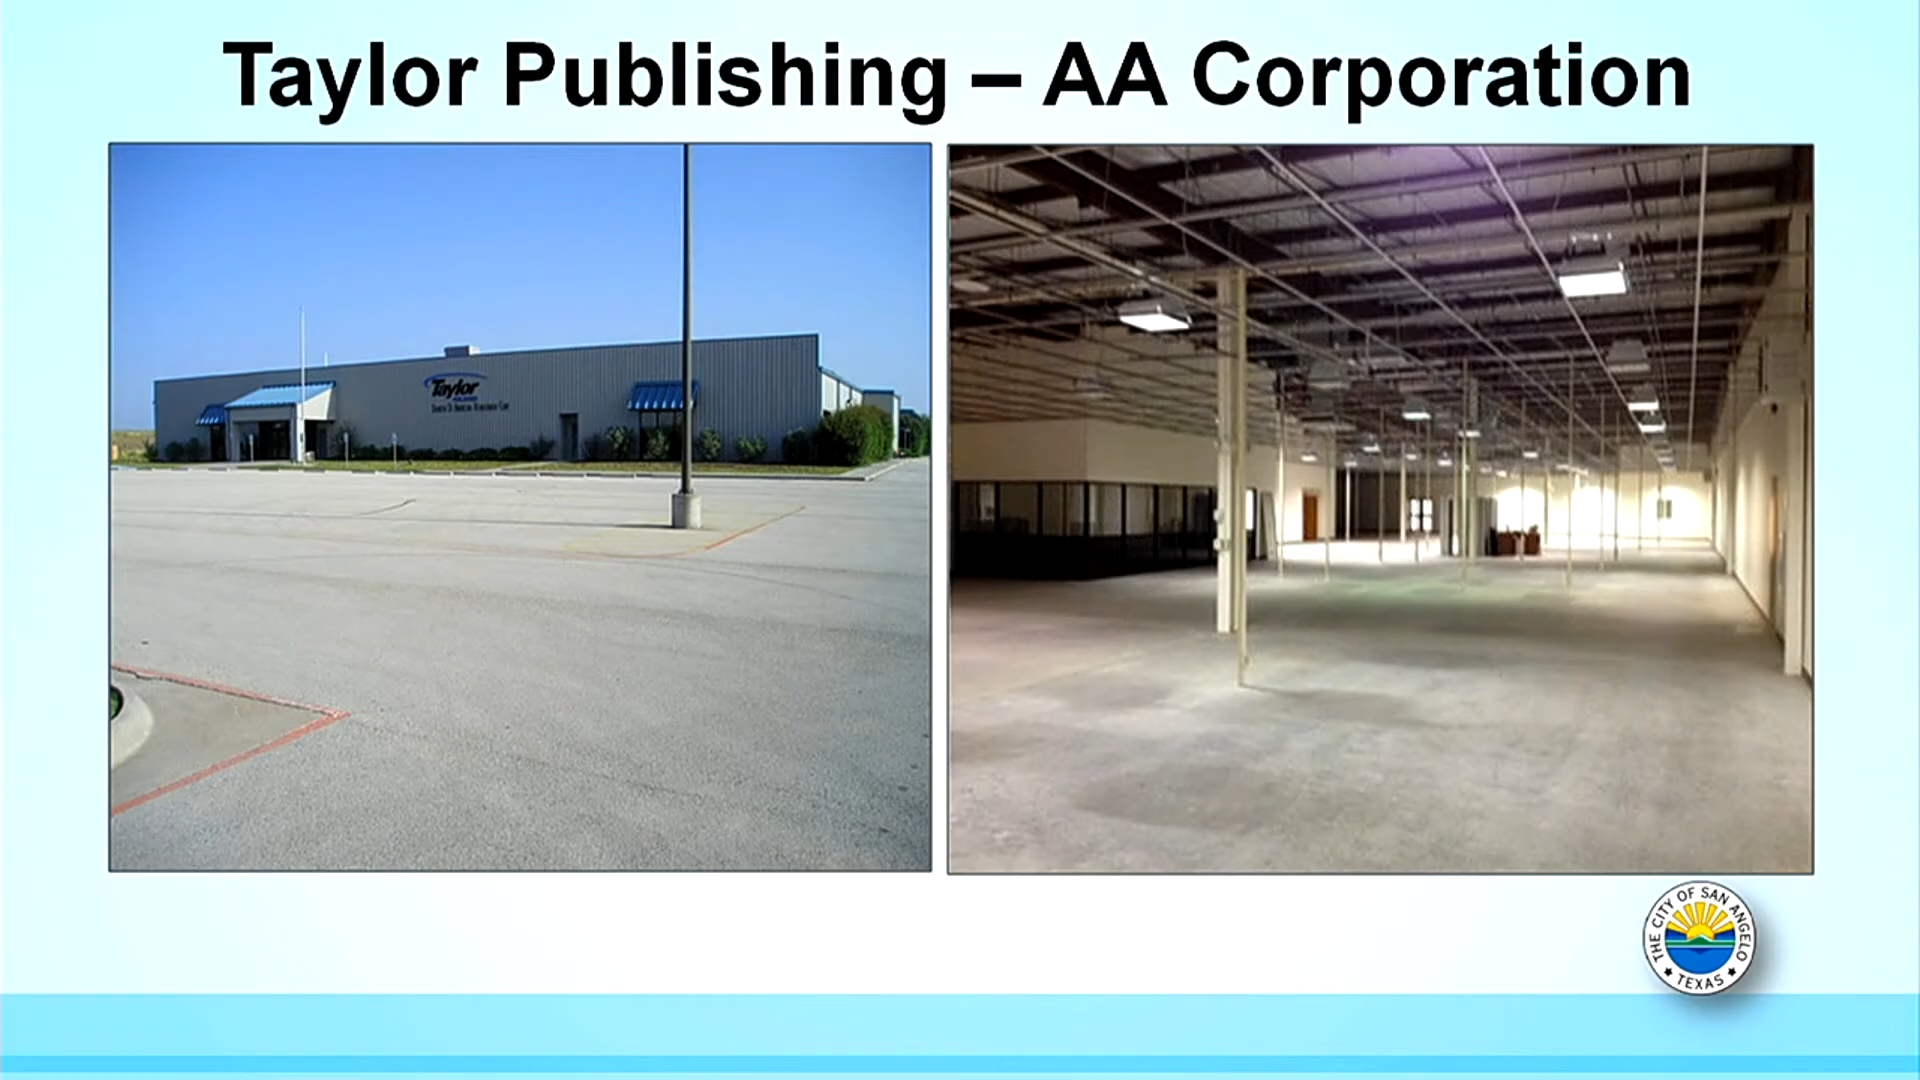 Taylor Publishing – AA Corporation
Taylor
THE CITY OF SAN ANGELO
TEXAS